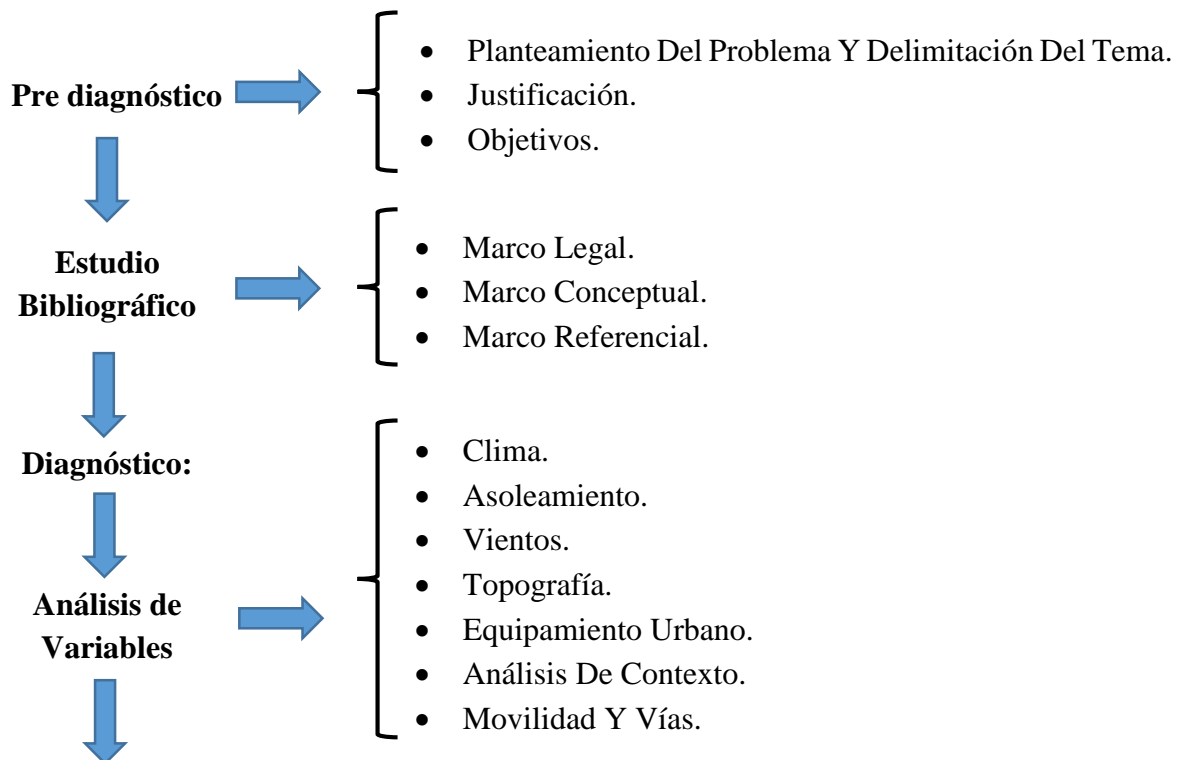 Pre diagnóstico
• Planteamiento Del Problema Y Delimitación Del Tema.
• Justificación.
• Objetivos.
Estudio
Bibliográfico
• Marco Legal.
• Marco Conceptual.
• Marco Referencial.
Diagnóstico:
Análisis de
Variables
• Clima.
• Asoleamiento.
• Vientos.
• Topografía.
• Equipamiento Urbano.
• Análisis De Contexto.
• Movilidad Y Vías.